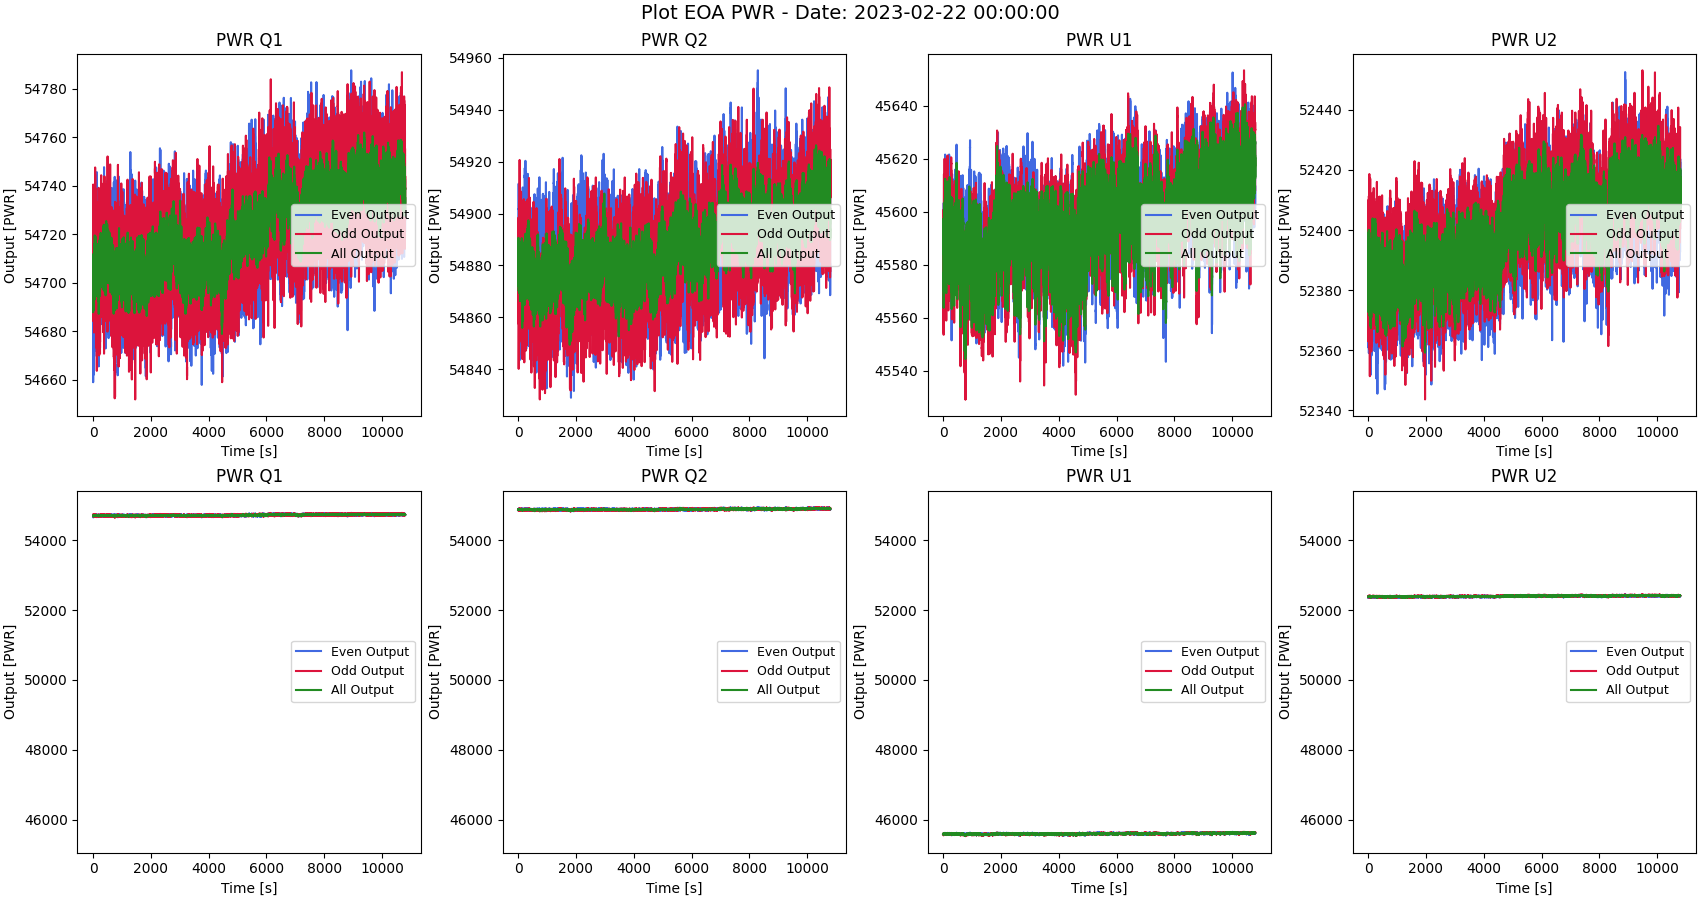 Plot EOA PWR - Date: 2023-02-22 00:00:00
PWR Q1
Output [PWR]
54780
54760
54740
54720
54700
54680
54660
Even Output
Odd Output
All Output
0 2000 4000 6000 8000 10000
Time [s]
PWR Q2
Output [PWR]
54960
54940
54920
54900
54880
54860
54840
Even Output
Odd Output
All Output
0 2000 4000 6000 8000 10000
Time [s]
PWR U1
Output [PWR]
45640
45620
45600
45580
45560
45540
Even Output
Odd Output
All Output
0 2000 4000 6000 8000 10000
Time [s]
PWR U2
Output [PWR]
52440
52420
52400
52380
52360
52340
Even Output
Odd Output
All Output
0 2000 4000 6000 8000 10000
Time [s]
PWR Q1
Output [PWR]
54000
52000
50000
48000
46000
Even Output
Odd Output
All Output
0 2000 4000 6000 8000 10000
Time [s]
PWR Q2
Output [PWR]
54000
52000
50000
48000
46000
Even Output
Odd Output
All Output
0 2000 4000 6000 8000 10000
Time [s]
PWR U1
Output [PWR]
54000
52000
50000
48000
46000
Even Output
Odd Output
All Output
0 2000 4000 6000 8000 10000
Time [s]
PWR U2
Output [PWR]
54000
52000
50000
48000
46000
Even Output
Odd Output
All Output
0 2000 4000 6000 8000 10000
Time [s]